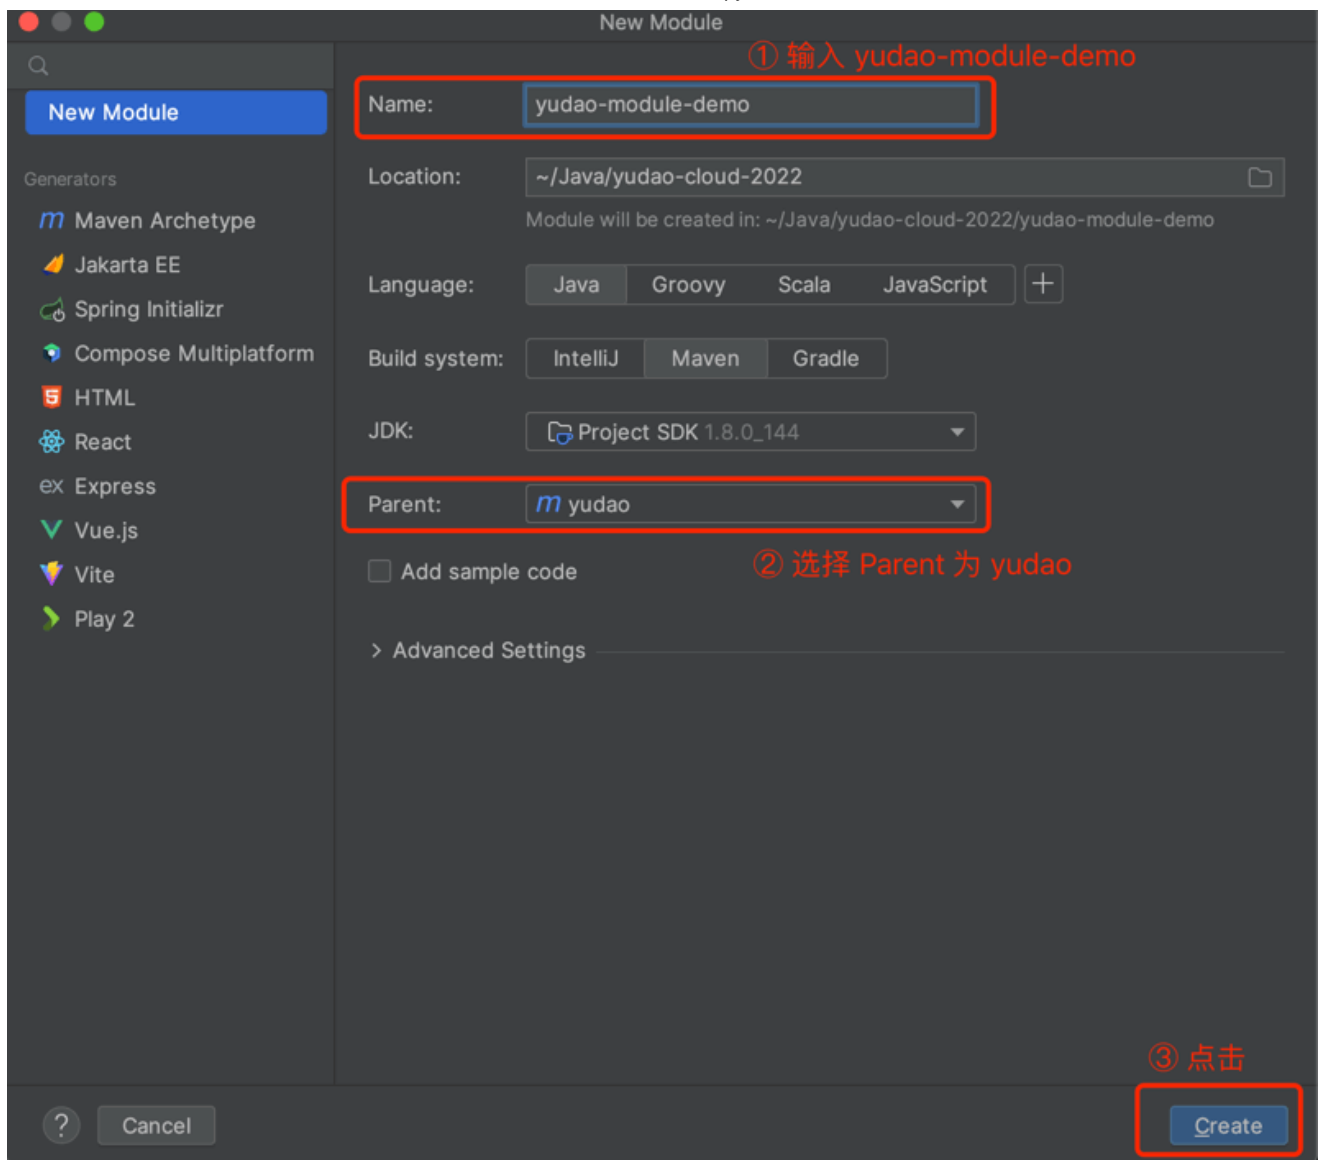 New Module
① 输入 yudao-module-demo
New Module
Generators
Maven Archetype
Jakarta EE
Spring Initializr
Compose Multiplatform
HTML
React
ex Express
Vue.js
Vite
Play 2
Name: yudao-module-demo
Location: ~/Java/yudao-cloud-2022
Module will be created in: ~/Java/yudao-cloud-2022/yudao-module-demo
Language: Java Groovy Scala JavaScript +
Build system: IntelliJ Maven Gradle
JDK: Project SDK 1.8.0_144
Parent: m yudao
② 选择 Parent 为 yudao
Add sample code
> Advanced Settings
③ 点击
? Cancel Create